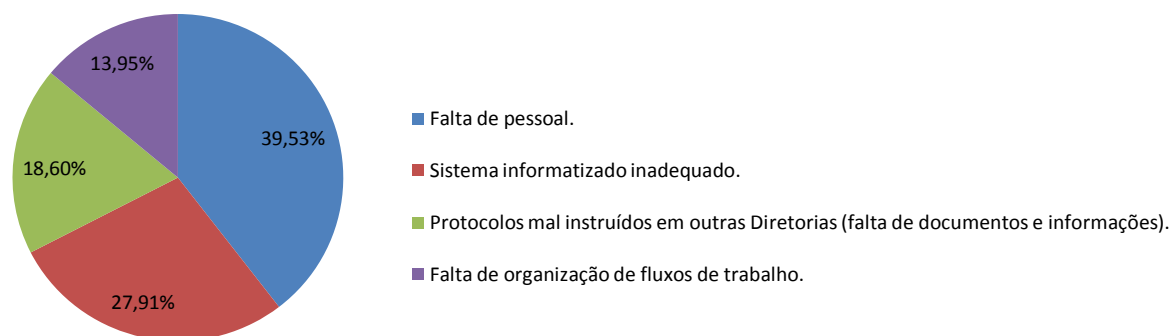 13,95%
39,53%
18,60%
27,91%
Falta de pessoal.
Sistema informatizado inadequado.
Protocolos mal instruídos em outras Diretorias (falta de documentos e informações).
Falta de organização de fluxos de trabalho.